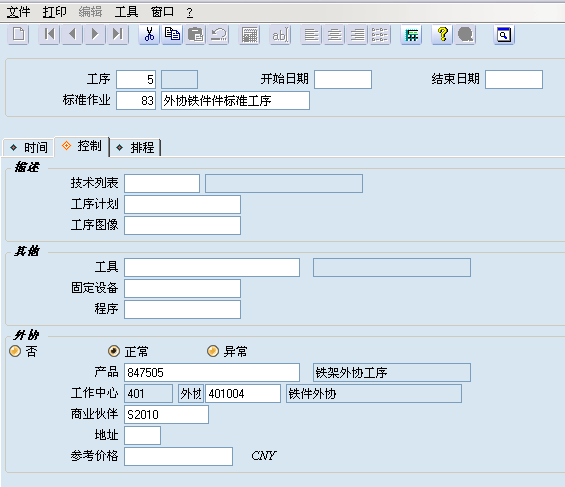 文件 打印 编辑 工具 窗口 ?
abl ?
工序 5 开始日期 结束日期
标准作业 83 外协铁件件标准工序
时间 控制 排程
描述
技术列表
工序计划
工序图像
其他
工具
固定设备
程序
外协
否 正常 异常
产品 847505 铁架外协工序
工作中心 401 外协 401004 铁件外协
商业伙伴 S2010
地址
参考价格 CNY